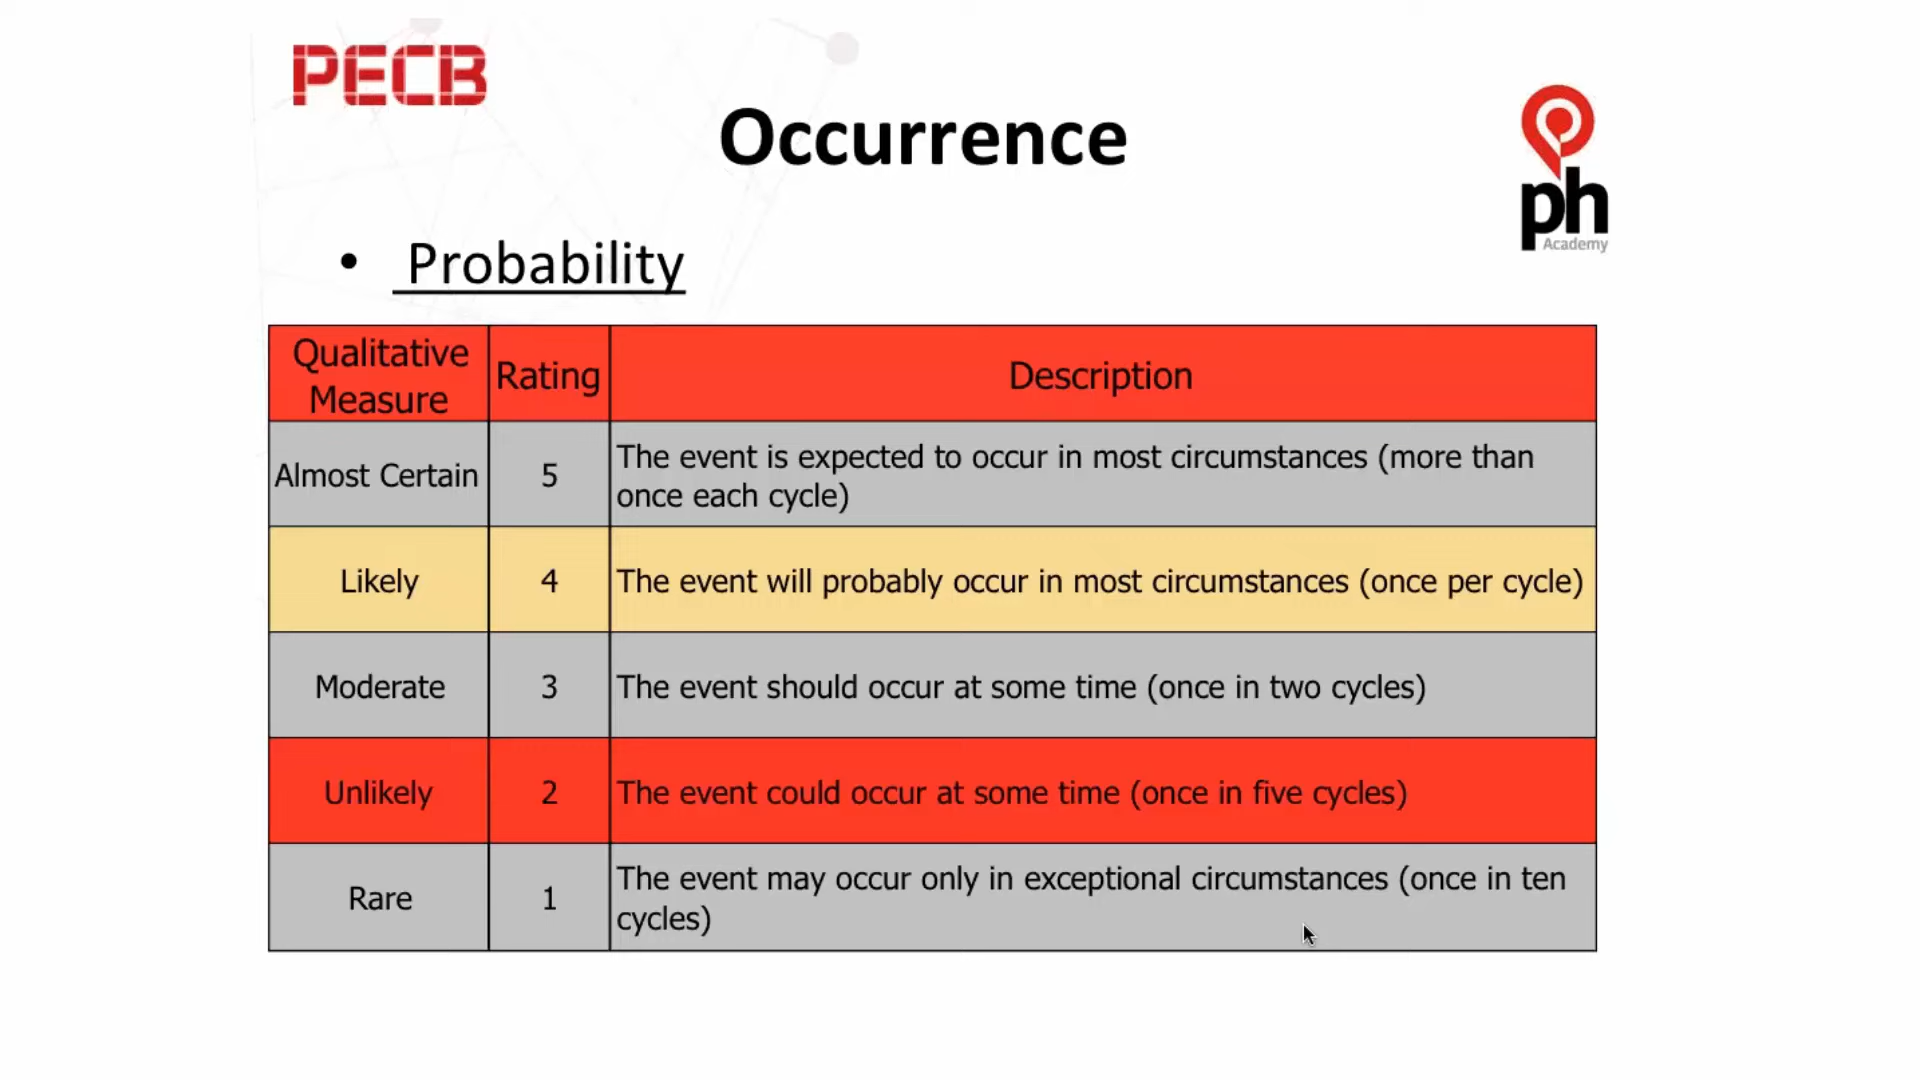 PECB
Occurrence
ph
Academy
• Probability
Qualitative
Measure
Rating
Description
Almost Certain
5
The event is expected to occur in most circumstances (more than
once each cycle)
Likely
4
The event will probably occur in most circumstances (once per cycle)
Moderate
3
The event should occur at some time (once in two cycles)
Unlikely
2
The event could occur at some time (once in five cycles)
Rare
1
The event may occur only in exceptional circumstances (once in ten
cycles)